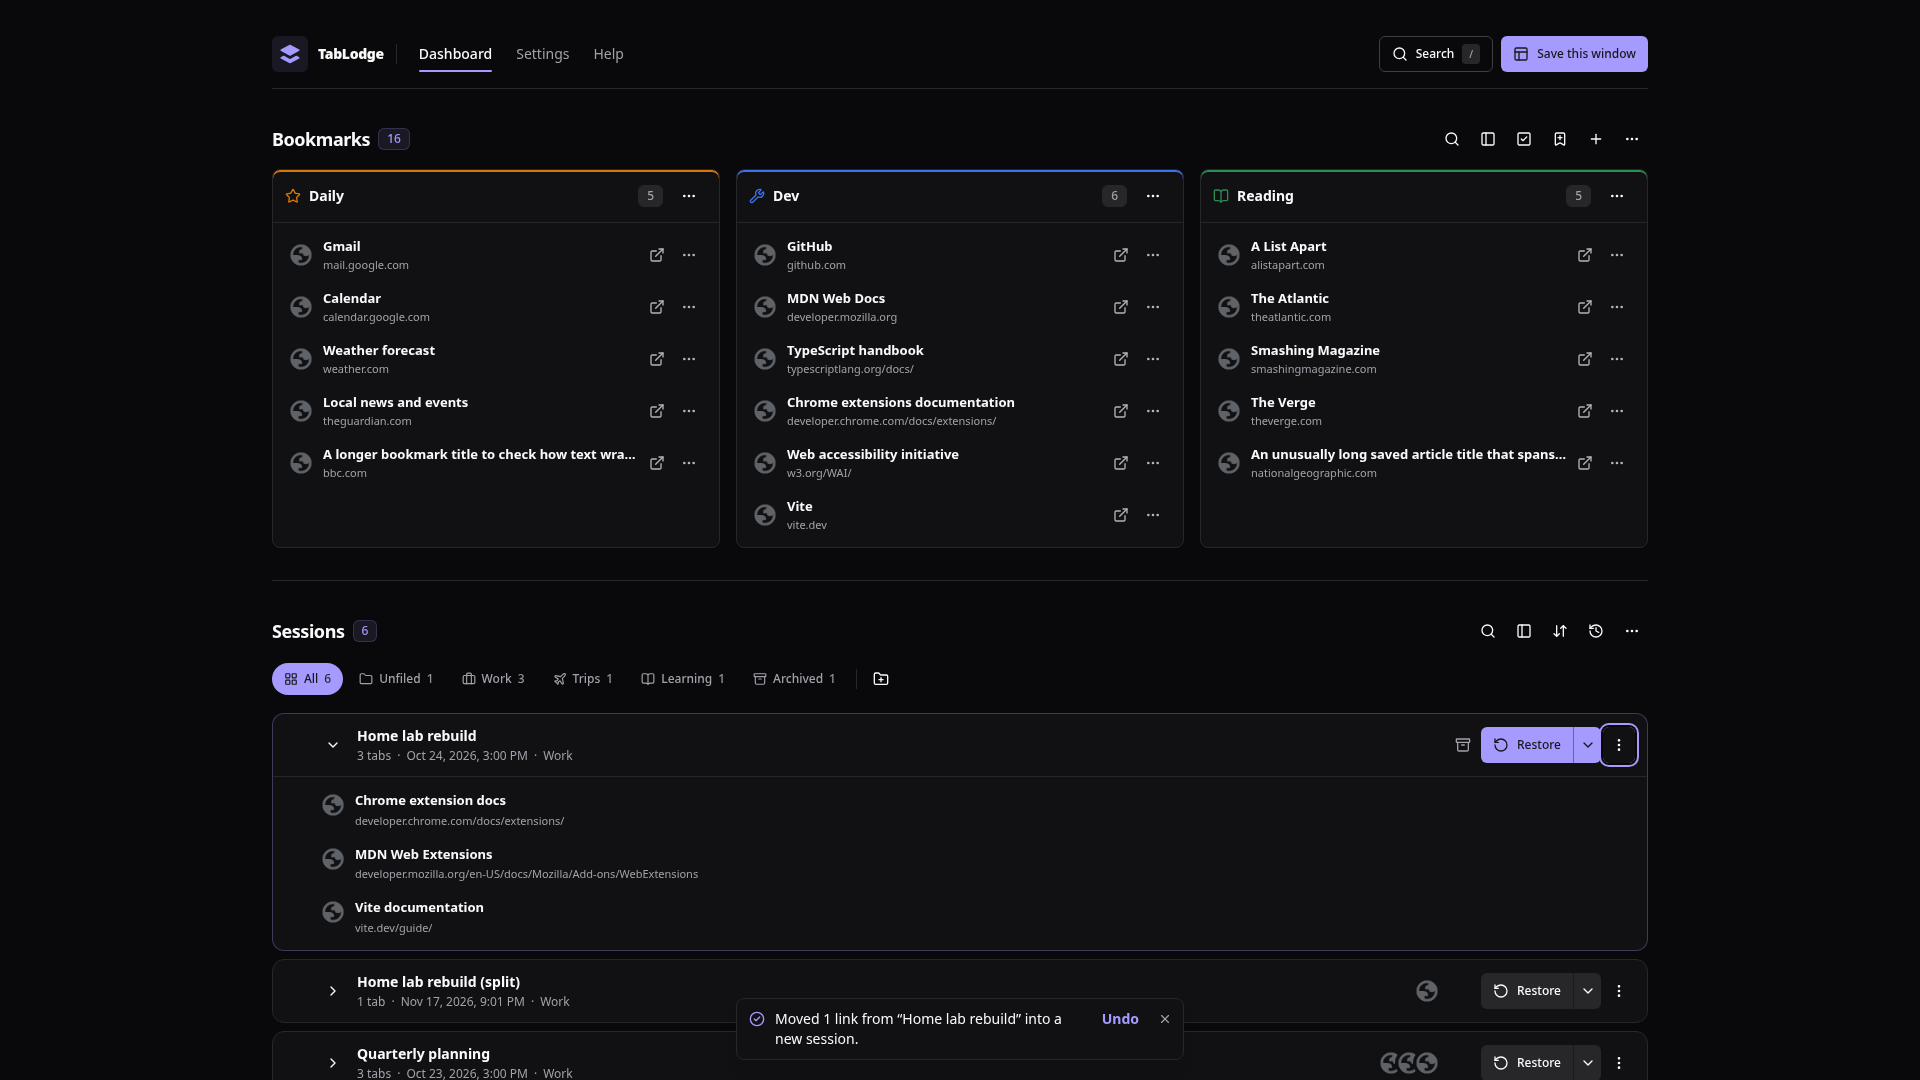 TabLodge
Dashboard
Settings
Help
Search /
Save this window
Bookmarks 16
Daily 5
Gmail
mail.google.com
Calendar
calendar.google.com
Weather forecast
weather.com
Local news and events
theguardian.com
A longer bookmark title to check how text wra...
bbc.com
Dev 6
GitHub
github.com
MDN Web Docs
developer.mozilla.org
TypeScript handbook
typescriptlang.org/docs/
Chrome extensions documentation
developer.chrome.com/docs/extensions/
Web accessibility initiative
w3.org/WAI/
Vite
vite.dev
Reading 5
A List Apart
alistapart.com
The Atlantic
theatlantic.com
Smashing Magazine
smashingmagazine.com
The Verge
theverge.com
An unusually long saved article title that spans...
nationalgeographic.com
Sessions 6
All 6
Unfiled 1
Work 3
Trips 1
Learning 1
Archived 1
Home lab rebuild
3 tabs · Oct 24, 2026, 3:00 PM · Work
Restore
Chrome extension docs
developer.chrome.com/docs/extensions/
MDN Web Extensions
developer.mozilla.org/en-US/docs/Mozilla/Add-ons/WebExtensions
Vite documentation
vite.dev/guide/
Home lab rebuild (split)
1 tab · Nov 17, 2026, 9:01 PM · Work
Restore
Moved 1 link from “Home lab rebuild” into a
new session.
Undo
Quarterly planning
3 tabs · Oct 23, 2026, 3:00 PM · Work
Restore